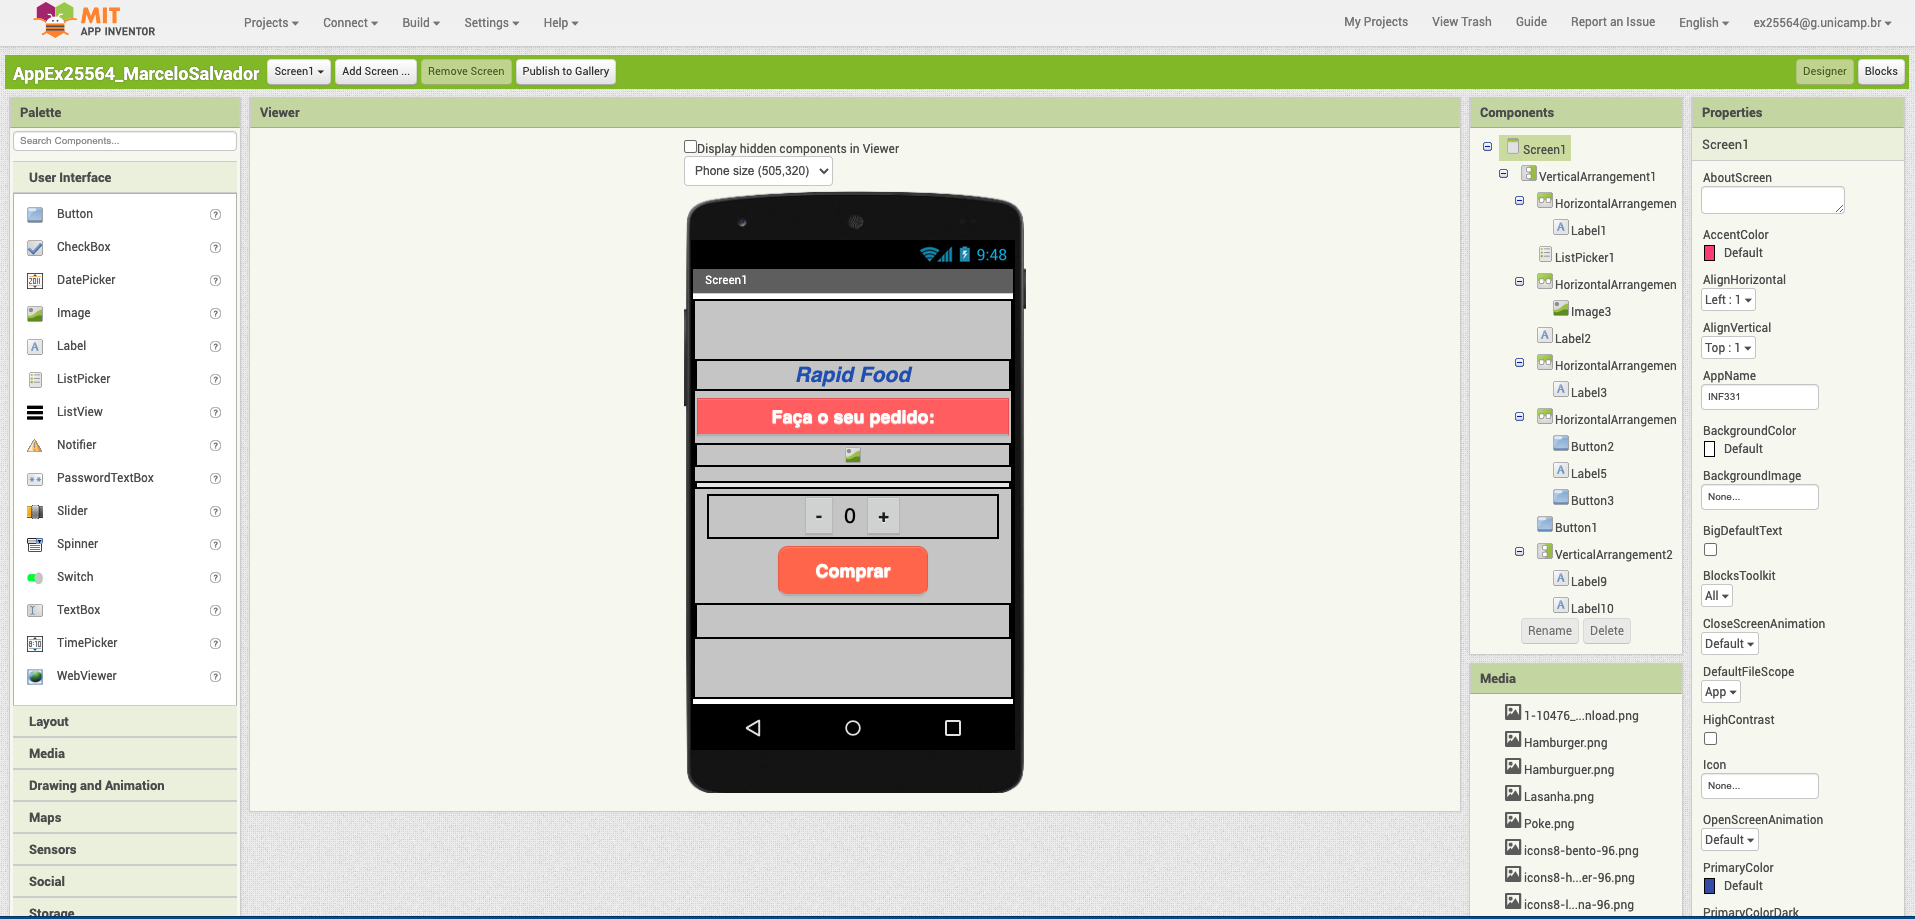 MIT
APP INVENTOR
Projects Connect Build Settings Help
My Projects View Trash Guide Report an Issue English ex25564@g.unicamp.br
AppEx25564_MarceloSalvador Screen1 Add Screen ... Remove Screen Publish to Gallery
Designer Blocks
Palette
Search Components...
User Interface
Button
CheckBox
DatePicker
Image
Label
ListPicker
ListView
Notifier
PasswordTextBox
Slider
Spinner
Switch
TextBox
TimePicker
WebViewer
Layout
Media
Drawing and Animation
Maps
Sensors
Social
Storage
Viewer
Display hidden components in Viewer
Phone size (505,320)
9:48
Screen1
Rapid Food
Faça o seu pedido:
- 0 +
Comprar
Components
Screen1
VerticalArrangement1
HorizontalArrangemen
Label1
ListPicker1
HorizontalArrangemen
Image3
Label2
HorizontalArrangemen
Label3
HorizontalArrangemen
Button2
Label5
Button3
Button1
VerticalArrangement2
Label9
Label10
Rename Delete
Media
1-10476_...nload.png
Hamburger.png
Hamburguer.png
Lasanha.png
Poke.png
icons8-bento-96.png
icons8-h...er-96.png
icons8-l...na-96.png
Properties
Screen1
AboutScreen
AccentColor
Default
AlignHorizontal
Left : 1
AlignVertical
Top : 1
AppName
INF331
BackgroundColor
Default
BackgroundImage
None...
BigDefaultText
BlocksToolkit
All
CloseScreenAnimation
Default
DefaultFileScope
App
HighContrast
Icon
None...
OpenScreenAnimation
Default
PrimaryColor
Default
PrimaryColorDark